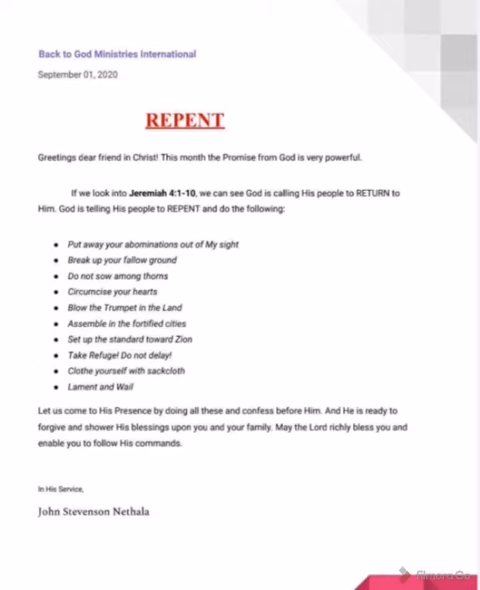 Back to God Ministries International
September 01, 2020
REPENT
Greetings dear friend in Christ! This month the Promise from God is very powerful.
If we look into Jeremiah 4:1-10, we can see God is calling His people to RETURN to
Him. God is telling His people to REPENT and do the following:
• Put away your abominations out of My sight
• Break up your fallow ground
• Do not sow among thorns
• Circumcise your hearts
• Blow the Trumpet in the Land
• Assemble in the fortified cities
• Set up the standard toward Zion
• Take Refuge! Do not delay!
• Clothe yourself with sackcloth
• Lament and Wail
Let us come to His Presence by doing all these and confess before Him. And He is ready to
forgive and shower His blessings upon you and your family. May the Lord richly bless you and
enable you to follow His commands.
In His Service,
John Stevenson Nethala
Filmora Go